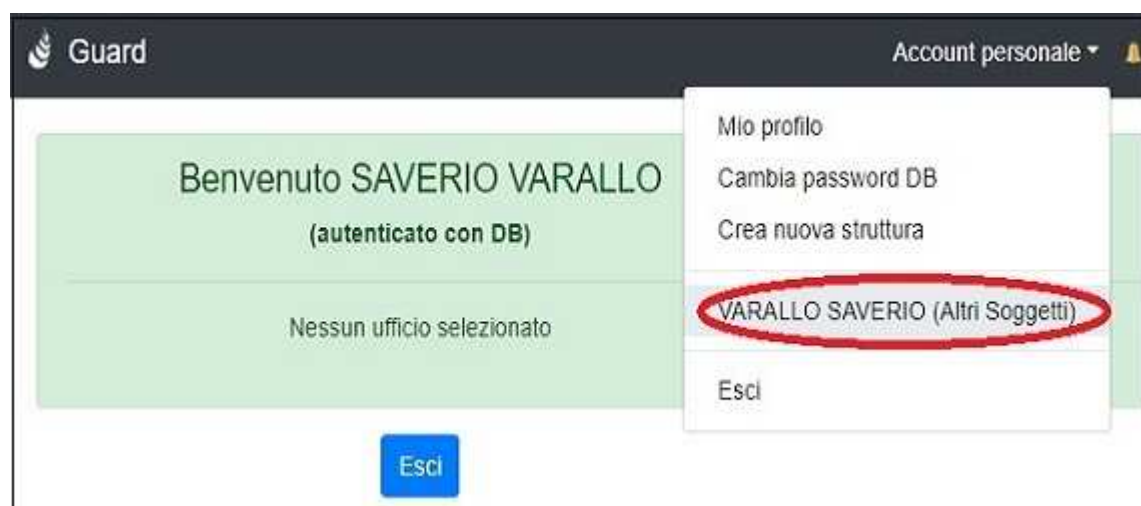 Guard
Account personale
Benvenuto SAVERIO VARALLO
(autenticato con DB)
Nessun ufficio selezionato
Esci
Mio profilo
Cambia password DB
Crea nuova struttura
VARALLO SAVERIO (Altri Soggetti)
Esci